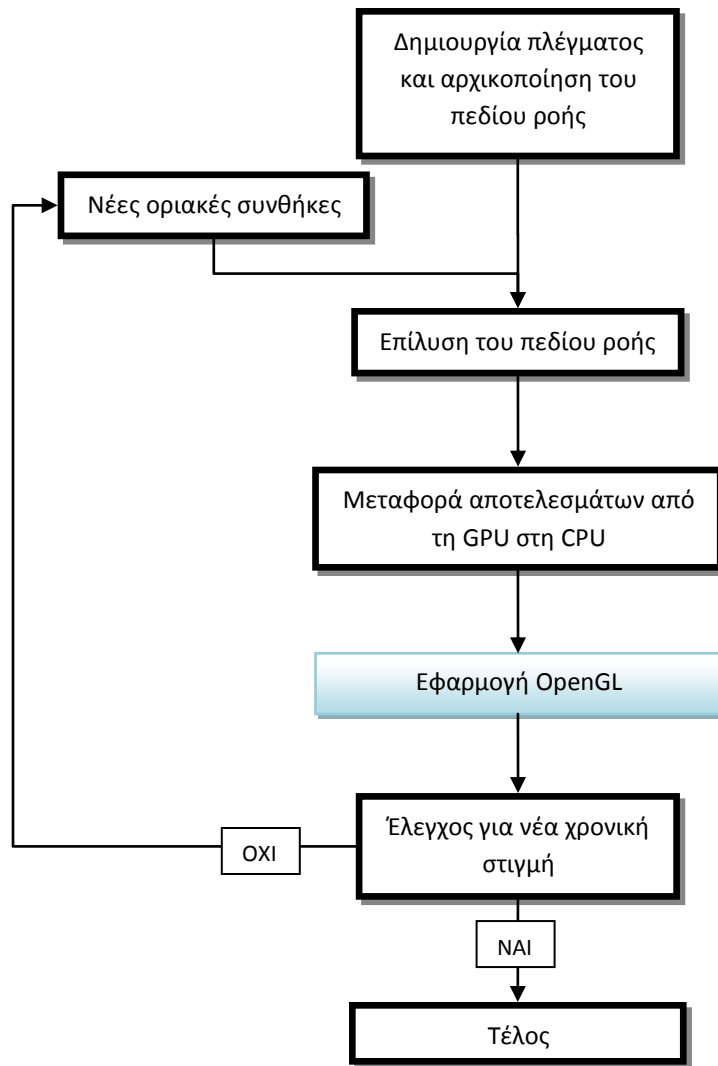 Δημιουργία πλέγματος
και αρχικοποίηση του
πεδίου ροής
Νέες οριακές συνθήκες
Επίλυση του πεδίου ροής
Μεταφορά αποτελεσμάτων από
τη GPU στη CPU
Εφαρμογή OpenGL
Έλεγχος για νέα χρονική
στιγμή
ΟΧΙ
ΝΑΙ
Τέλος